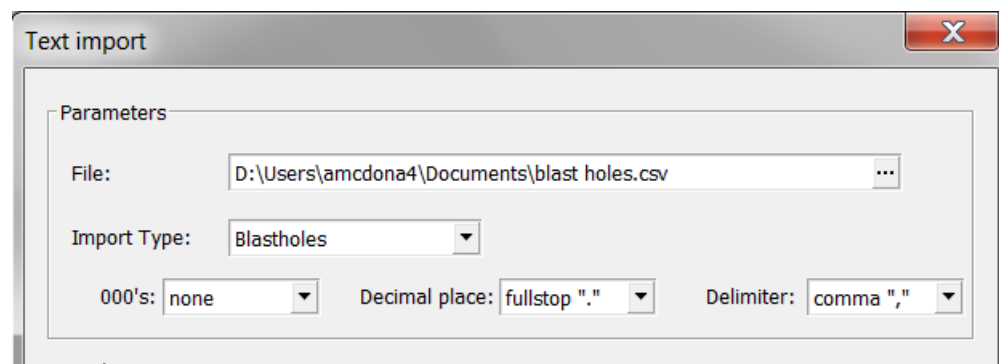 Text import
Parameters
File: D:\Users\amcdona4\Documents\blast holes.csv ...
Import Type: Blastholes
000's: none Decimal place: fullstop "." Delimiter: comma ","